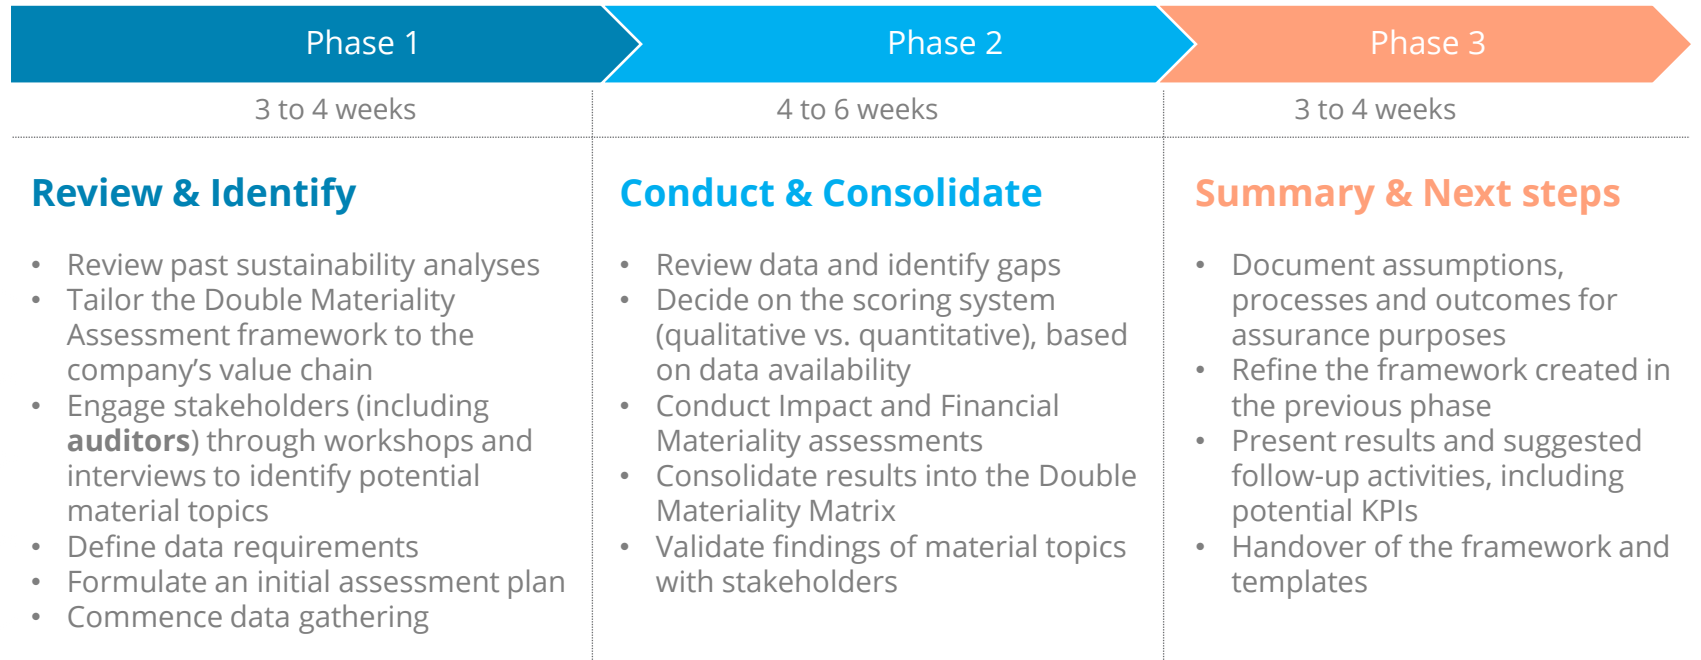 Phase 1
Phase 2
Phase 3
3 to 4 weeks
4 to 6 weeks
3 to 4 weeks
Review & Identify
• Review past sustainability analyses
• Tailor the Double Materiality
Assessment framework to the
company’s value chain
• Engage stakeholders (including
auditors) through workshops and
interviews to identify potential
material topics
• Define data requirements
• Formulate an initial assessment plan
• Commence data gathering
Conduct & Consolidate
• Review data and identify gaps
• Decide on the scoring system
(qualitative vs. quantitative), based
on data availability
• Conduct Impact and Financial
Materiality assessments
• Consolidate results into the Double
Materiality Matrix
• Validate findings of material topics
with stakeholders
Summary & Next steps
• Document assumptions,
processes and outcomes for
assurance purposes
• Refine the framework created in
the previous phase
• Present results and suggested
follow-up activities, including
potential KPIs
• Handover of the framework and
templates